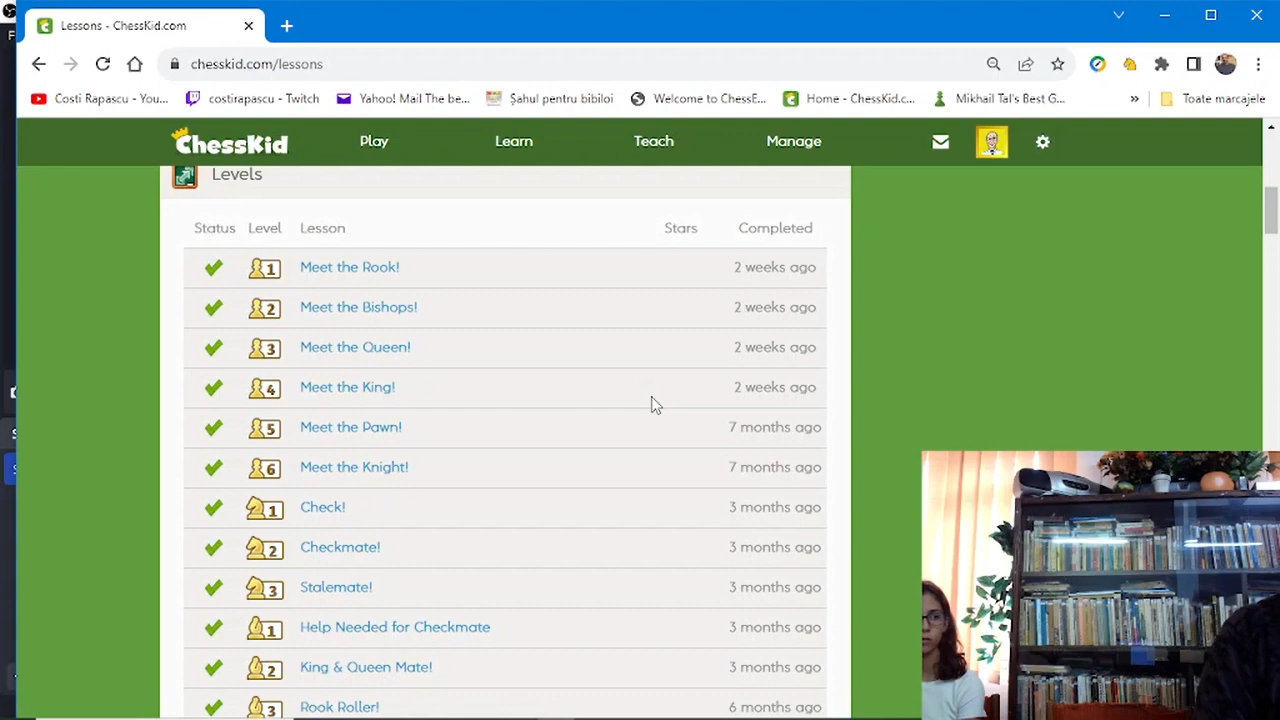 Lessons - ChessKid.com
chesskid.com/lessons
Costi Rapascu - You...
costirapascu - Twitch
Yahoo! Mail The be...
Șahul pentru bibiloi
Welcome to ChessE...
Home - ChessKid.c...
Mikhail Tal's Best G...
Toate marcajele
ChessKid
Play
Learn
Teach
Manage
Levels
Status Level Lesson Stars Completed
1 Meet the Rook! 2 weeks ago
2 Meet the Bishops! 2 weeks ago
3 Meet the Queen! 2 weeks ago
4 Meet the King! 2 weeks ago
5 Meet the Pawn! 7 months ago
6 Meet the Knight! 7 months ago
1 Check! 3 months ago
2 Checkmate! 3 months ago
3 Stalemate! 3 months ago
1 Help Needed for Checkmate 3 months ago
2 King & Queen Mate! 3 months ago
3 Rook Roller! 6 months ago